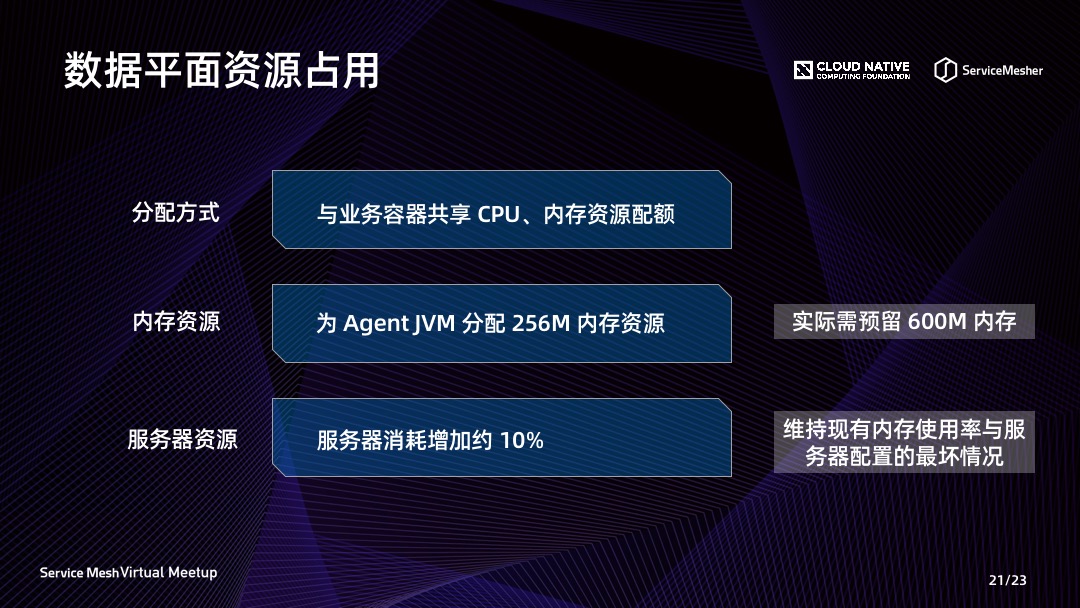 数据平面资源占用
CLOUD NATIVE
COMPUTING FOUNDATION
ServiceMesher
分配方式
与业务容器共享 CPU、内存资源配额
内存资源
为 Agent JVM 分配 256M 内存资源
实际需预留 600M 内存
服务器资源
服务器消耗增加约 10%
维持现有内存使用率与服
务器配置的最坏情况
Service Mesh Virtual Meetup
21/23